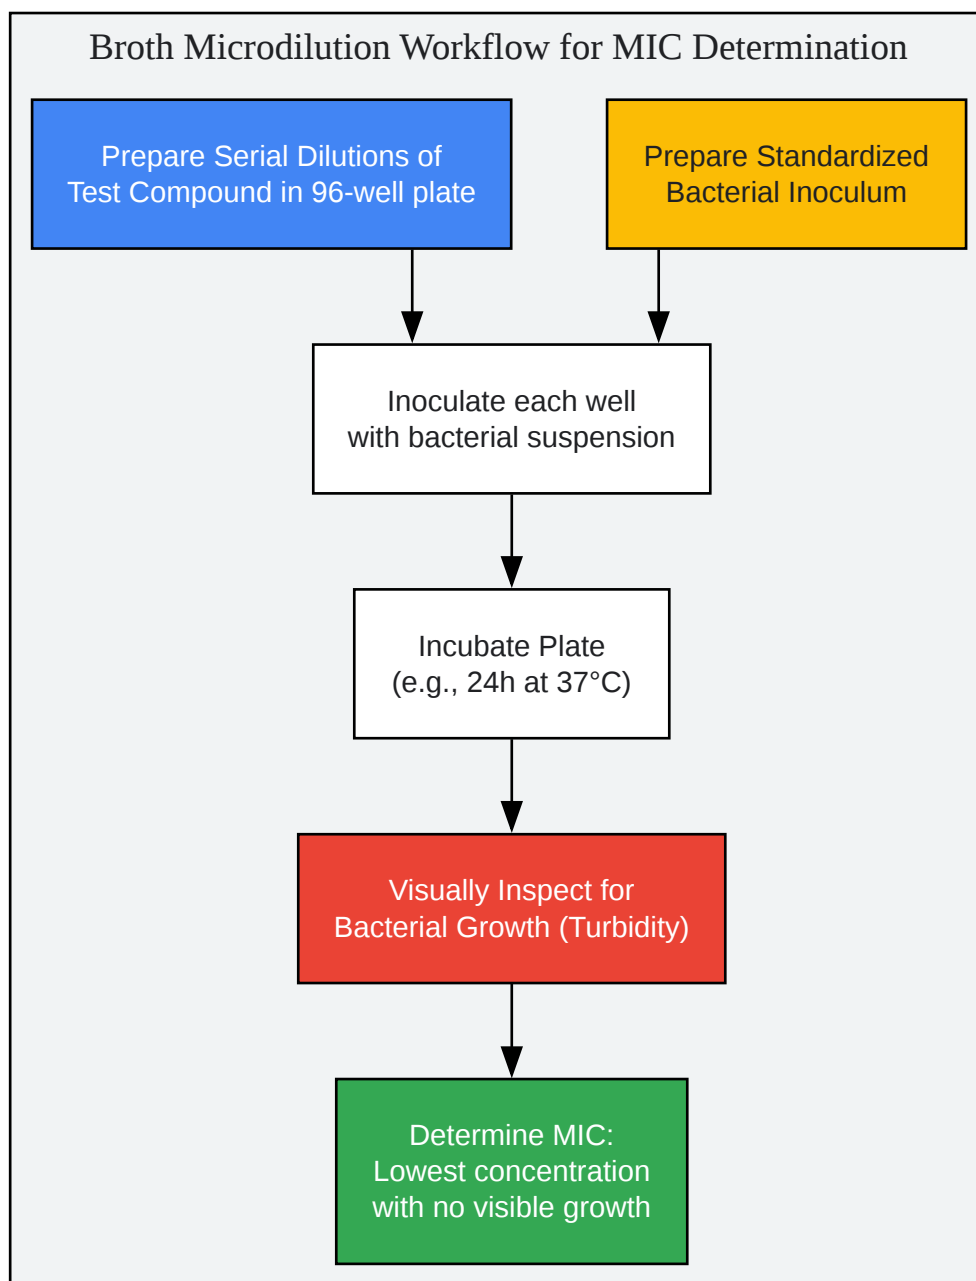 Broth Microdilution Workflow for MIC Determination
Prepare Serial Dilutions of
Test Compound in 96-well plate
Prepare Standardized
Bacterial Inoculum
Inoculate each well
with bacterial suspension
Incubate Plate
(e.g., 24h at 37°C)
Visually Inspect for
Bacterial Growth (Turbidity)
Determine MIC:
Lowest concentration
with no visible growth